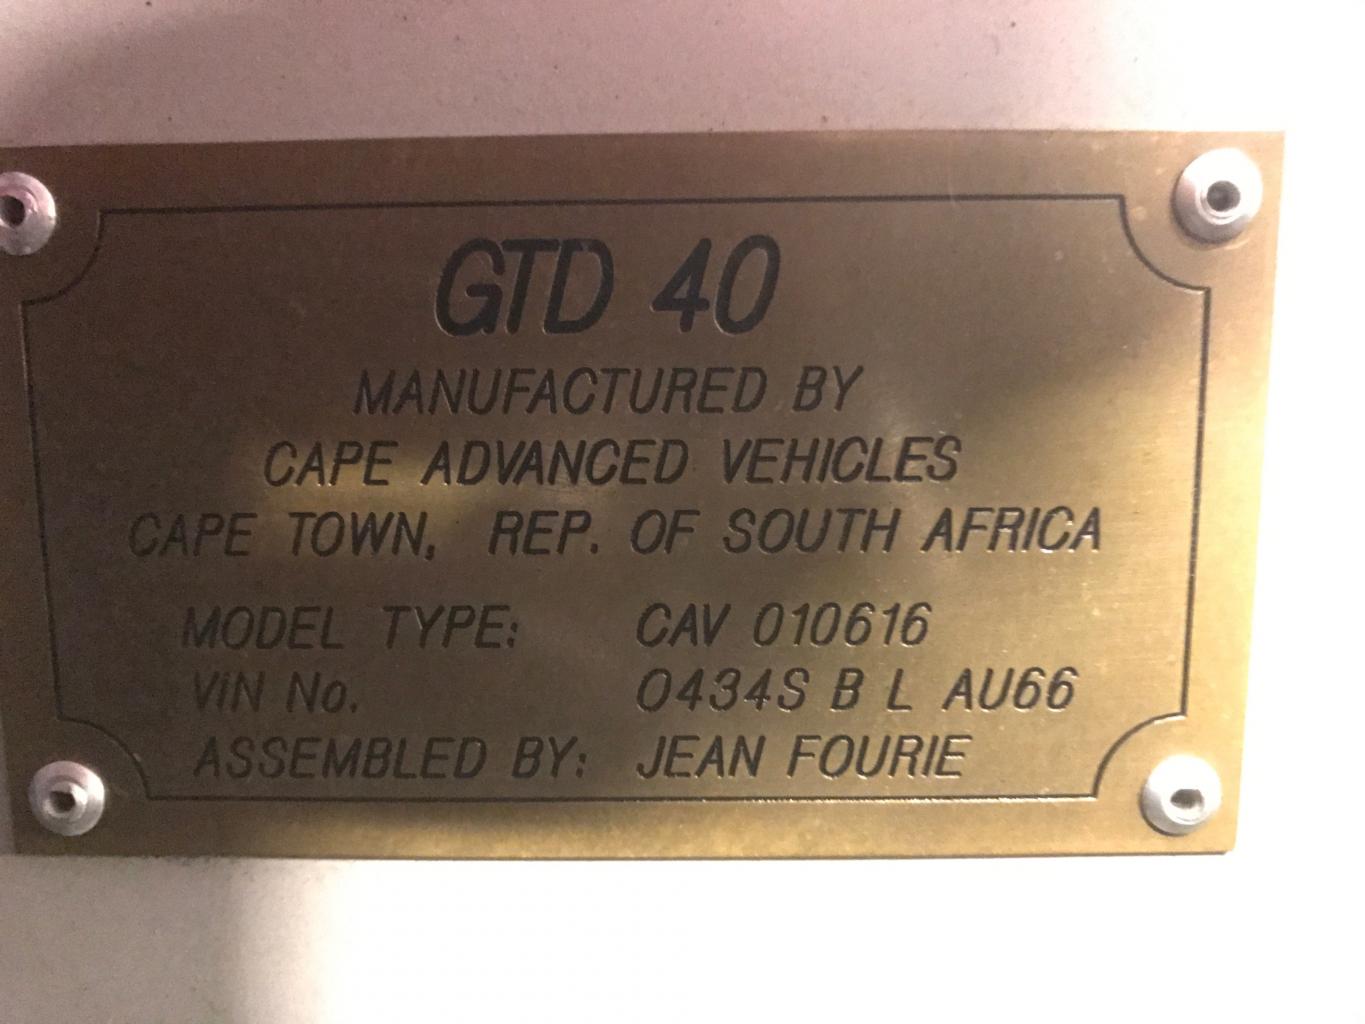 GTD 40
MANUFACTURED BY
CAPE ADVANCED VEHICLES
CAPE TOWN, REP. OF SOUTH AFRICA
MODEL TYPE: CAV 010616
VIN No. 0434S B L AU66
ASSEMBLED BY: JEAN FOURIE